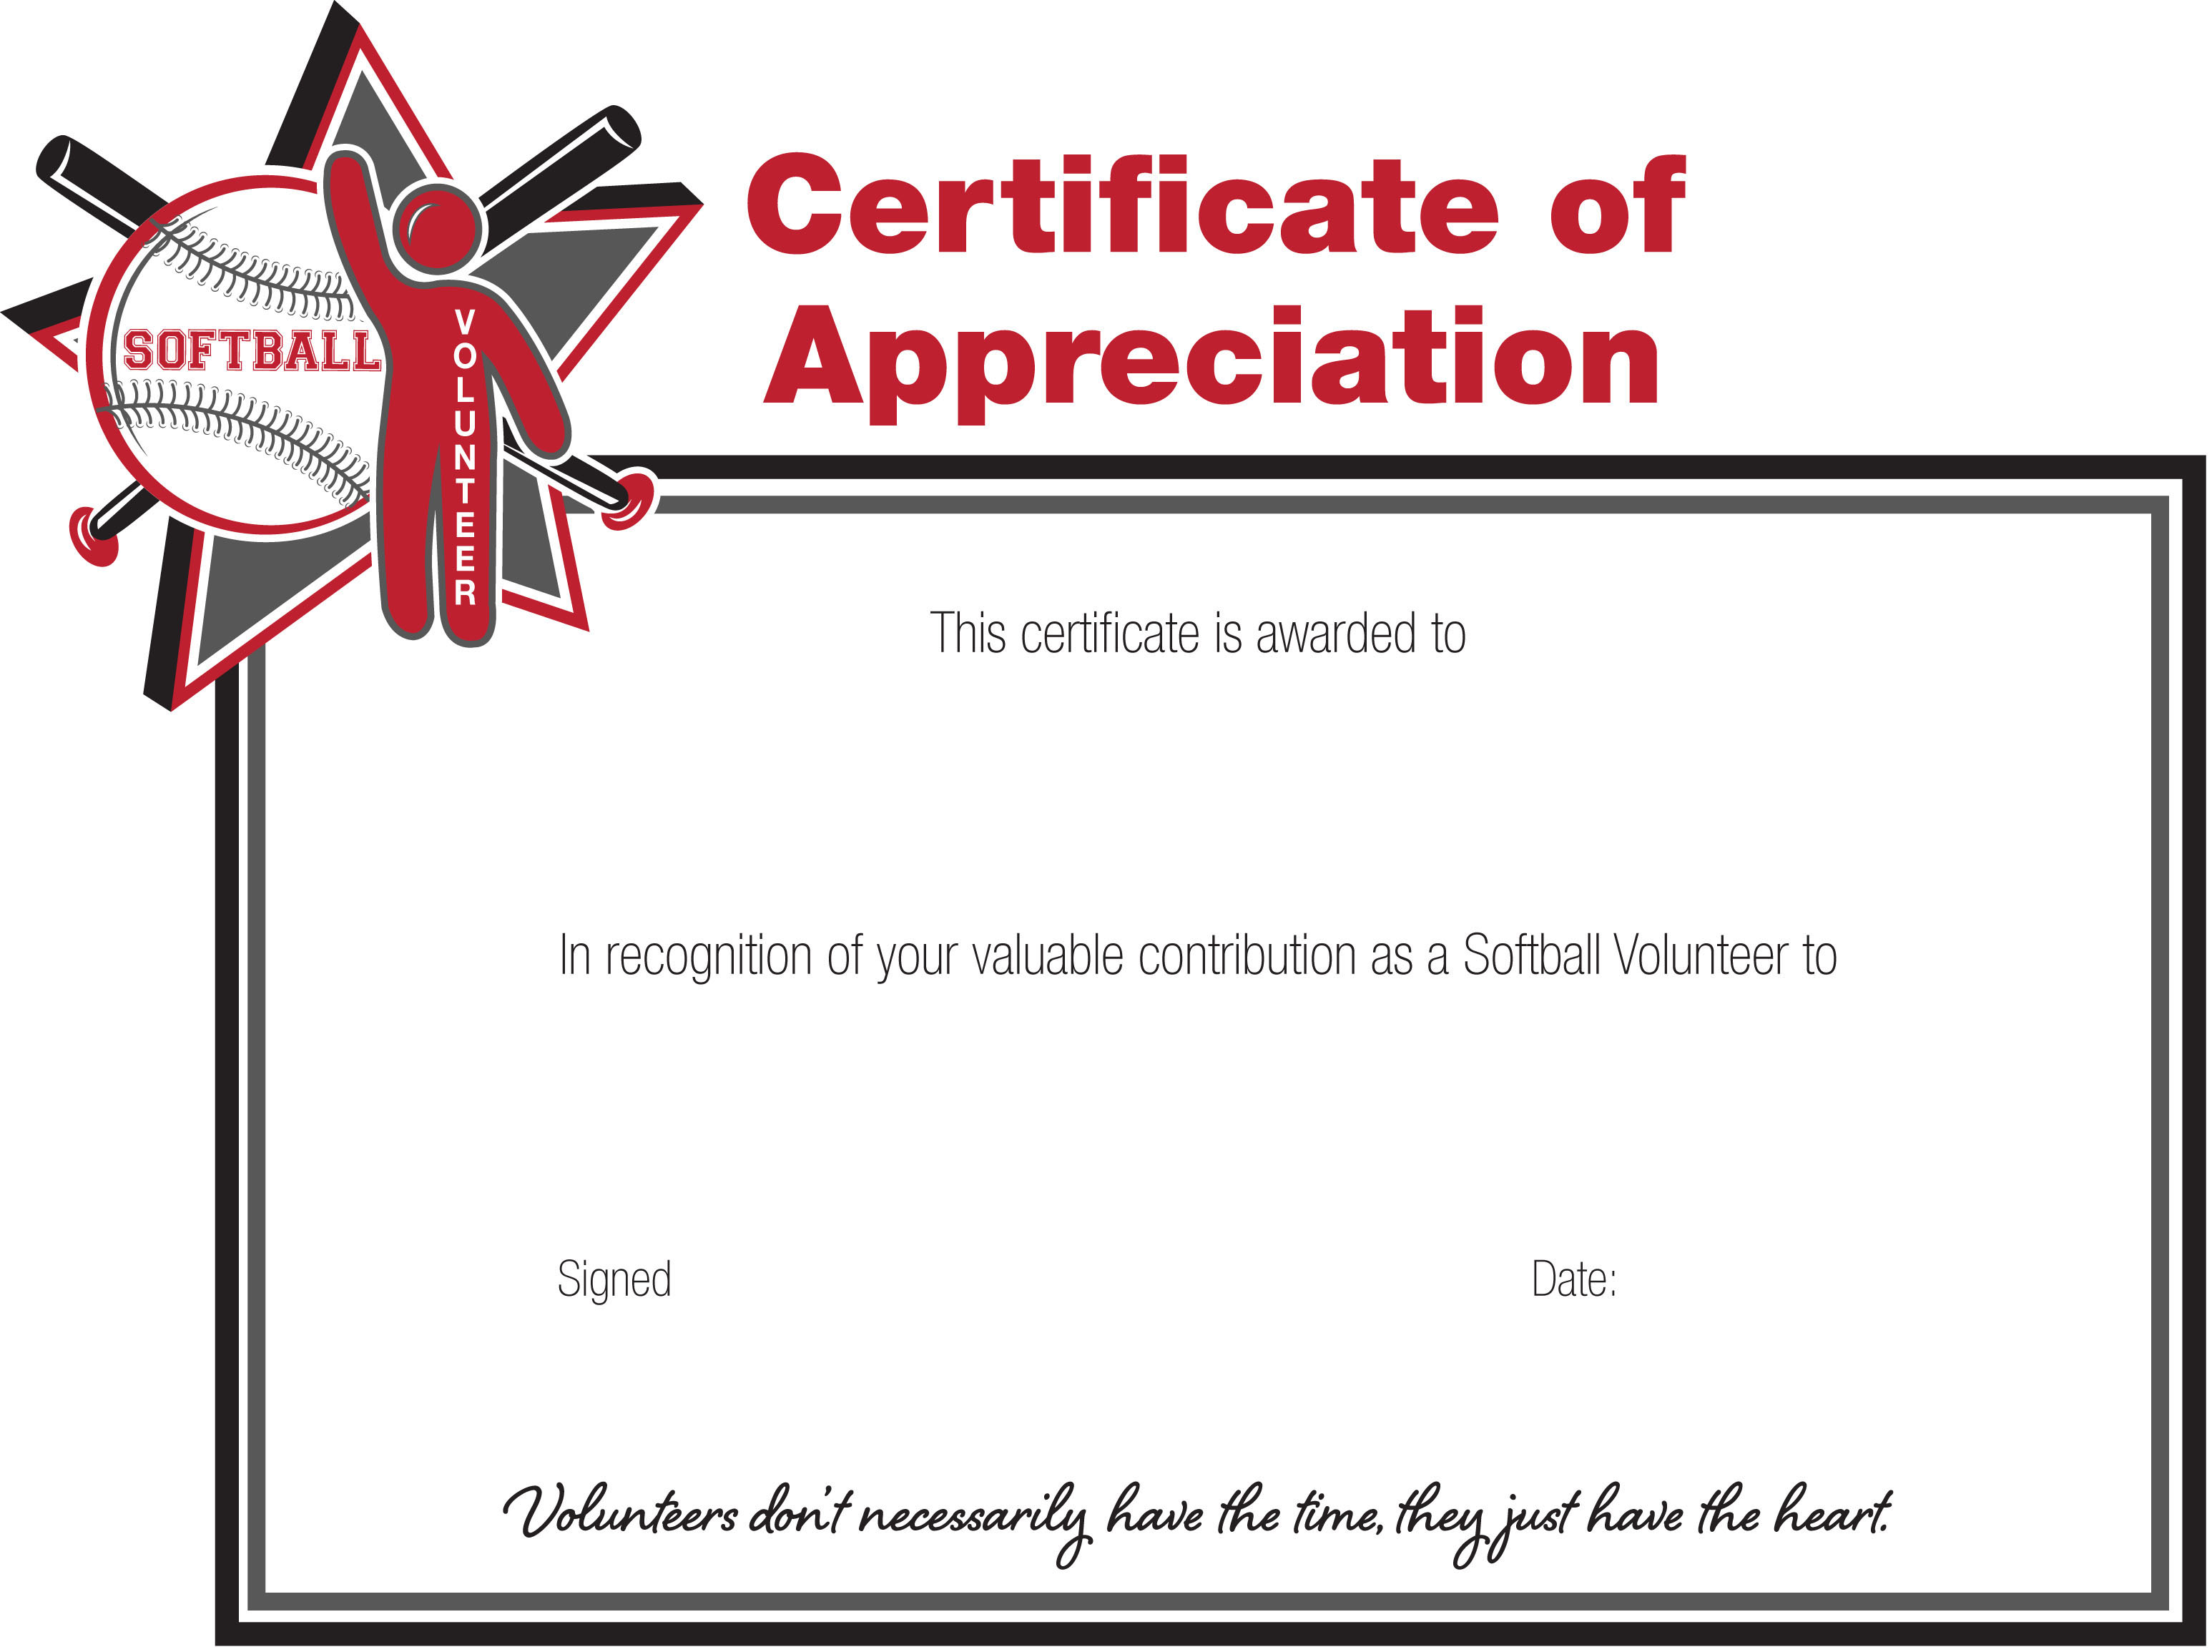 Certificate of
Appreciation
SOFTBALL
VOLUNTEER
This certificate is awarded to
In recognition of your valuable contribution as a Softball Volunteer to
Signed
Date:
Volunteers don't necessarily have the time, they just have the heart.